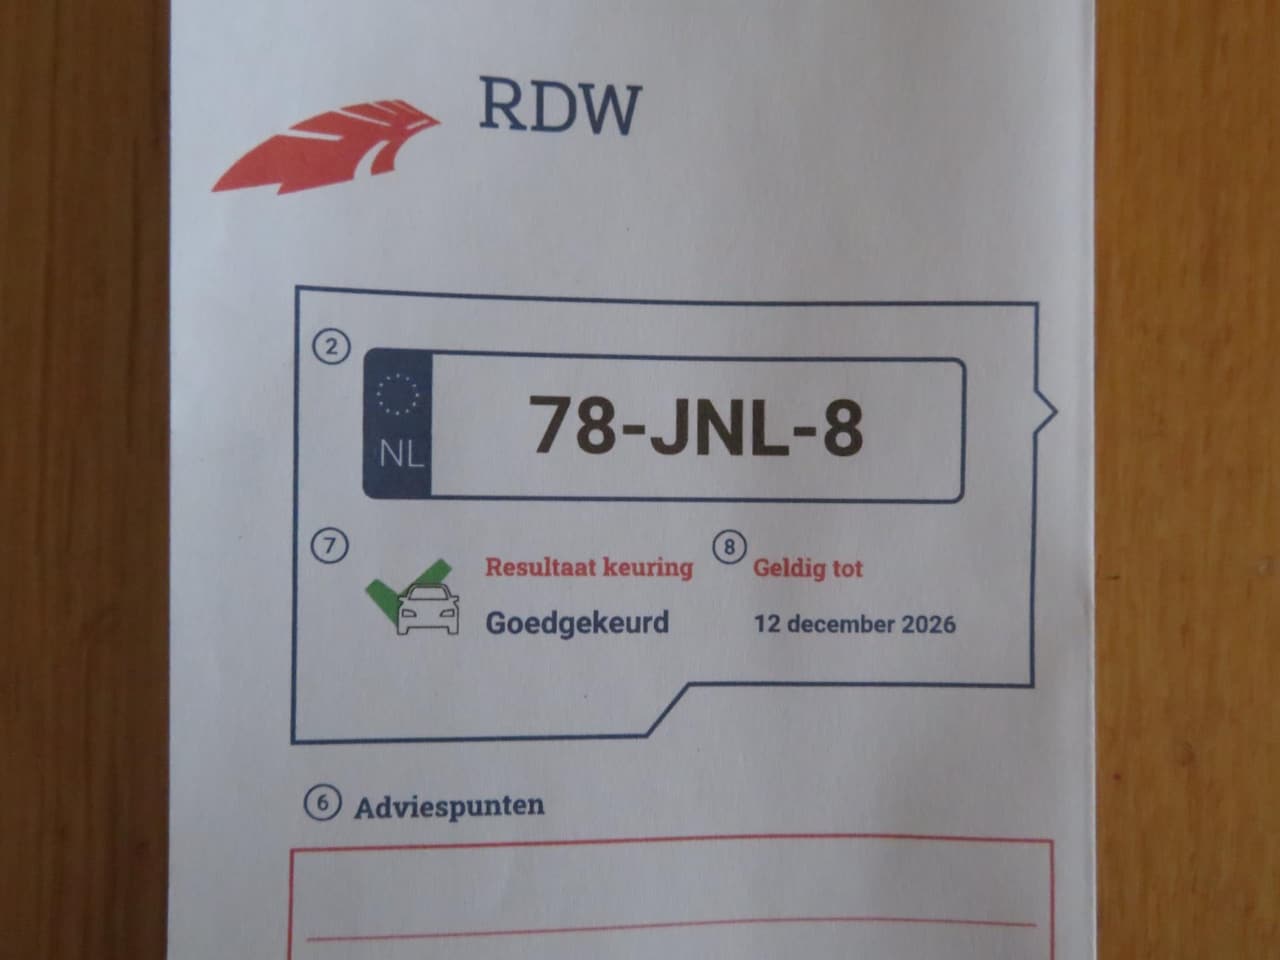 RDW
2
NL
78-JNL-8
7
Resultaat keuring
8
Geldig tot
Goedgekeurd
12 december 2026
6 Adviespunten